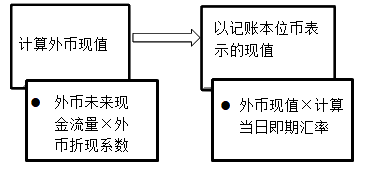 计算外币现值
以记账本位币表
示的现值
● 外币未来现
金流量×外
币折现系数
● 外币现值×计算
当日即期汇率